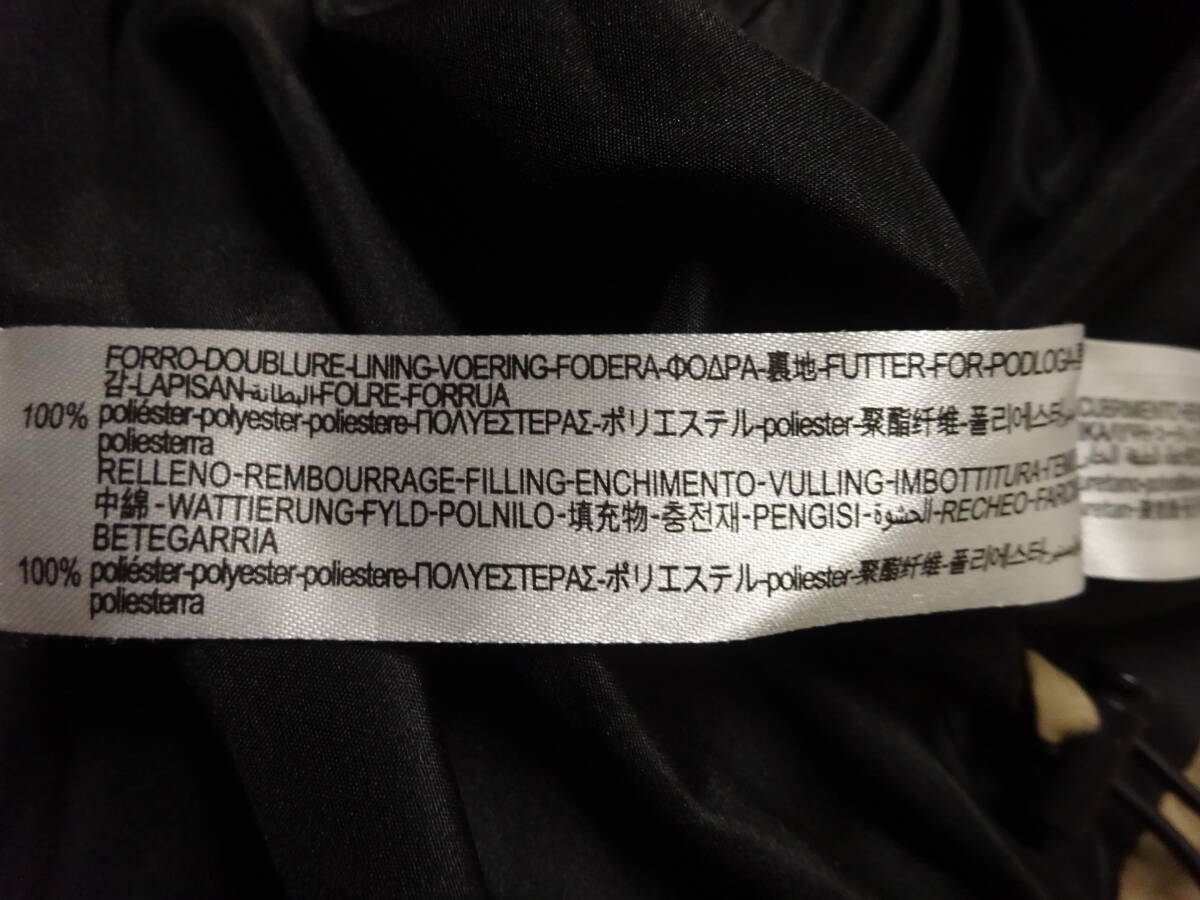 FORRO-DOUBLURE-LINING-VOERING-FODERA-ΦΟΔΡΑ-裏地-FUTTER-FOR-PODLOGA-
감-LAPISAN-البطانة-FOLRE-FORRUA
100% poliéster-polyester-poliestere-ΠΟΛΥΕΣΤΕΡΑΣ-ポリエステル-poliester-聚酯纤维-폴리에스터-
poliesterra
RELLENO-REMBOURRAGE-FILLING-ENCHIMENTO-VULLING-IMBOTTITURA-
中綿-WATTIERUNG-FYLD-POLNILO-填充物-충전재-PENGISI-الحشوة-RECHEO-
BETEGARRIA
100% poliéster-polyester-poliestere-ΠΟΛΥΕΣΤΕΡΑΣ-ポリエステル-poliester-聚酯纤维-폴리에스터-
poliesterra